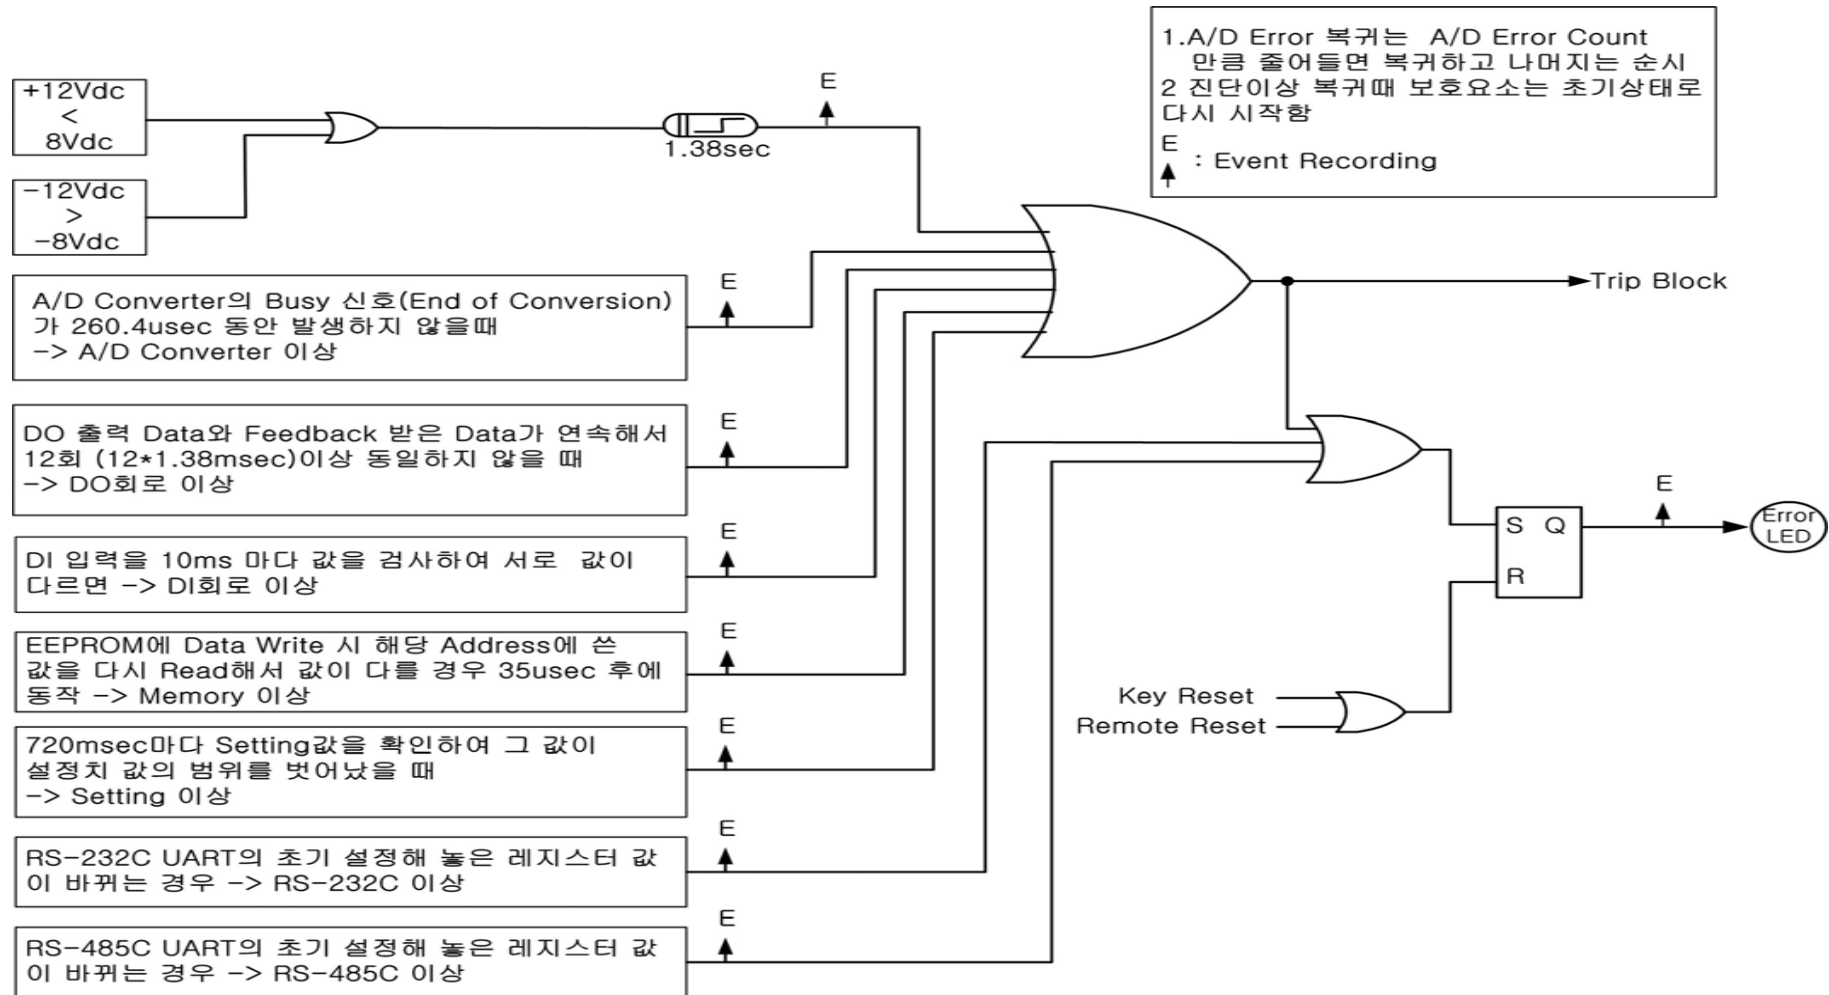 1.A/D Error 복귀는 A/D Error Count
만큼 줄어들면 복귀하고 나머지는 순시
2 진단이상 복귀때 보호요소는 초기상태로
다시 시작함
E
: Event Recording
+12Vdc
<
8Vdc
E
1.38sec
-12Vdc
>
-8Vdc
A/D Converter의 Busy 신호(End of Conversion)
가 260.4usec 동안 발생하지 않을때
-> A/D Converter 이상
E
Trip Block
DO 출력 Data와 Feedback 받은 Data가 연속해서
12회 (12*1.38msec)이상 동일하지 않을 때
-> DO회로 이상
E
DI 입력을 10ms 마다 값을 검사하여 서로 값이
다르면 -> DI회로 이상
E
S Q
R
E
Error
LED
EEPROM에 Data Write 시 해당 Address에 쓴
값을 다시 Read해서 값이 다를 경우 35usec 후에
동작 -> Memory 이상
E
Key Reset
Remote Reset
720msec마다 Setting값을 확인하여 그 값이
설정치 값의 범위를 벗어났을 때
-> Setting 이상
E
RS-232C UART의 초기 설정해 놓은 레지스터 값
이 바뀌는 경우 -> RS-232C 이상
E
RS-485C UART의 초기 설정해 놓은 레지스터 값
이 바뀌는 경우 -> RS-485C 이상
E